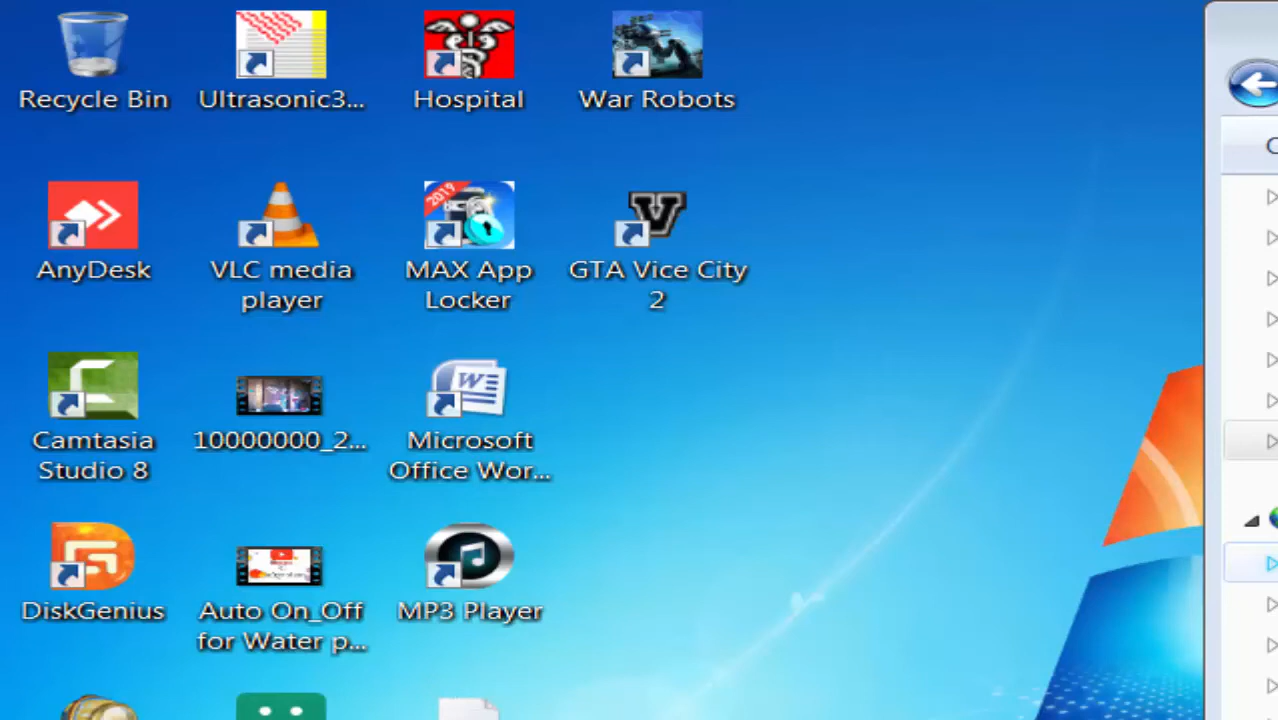 Recycle Bin
Ultrasonic3...
Hospital
War Robots
AnyDesk
VLC media
player
2019
MAX App
Locker
GTA Vice City
2
Camtasia
Studio 8
10000000_2...
Microsoft
Office Wor...
DiskGenius
Auto On_Off
for Water p...
MP3 Player